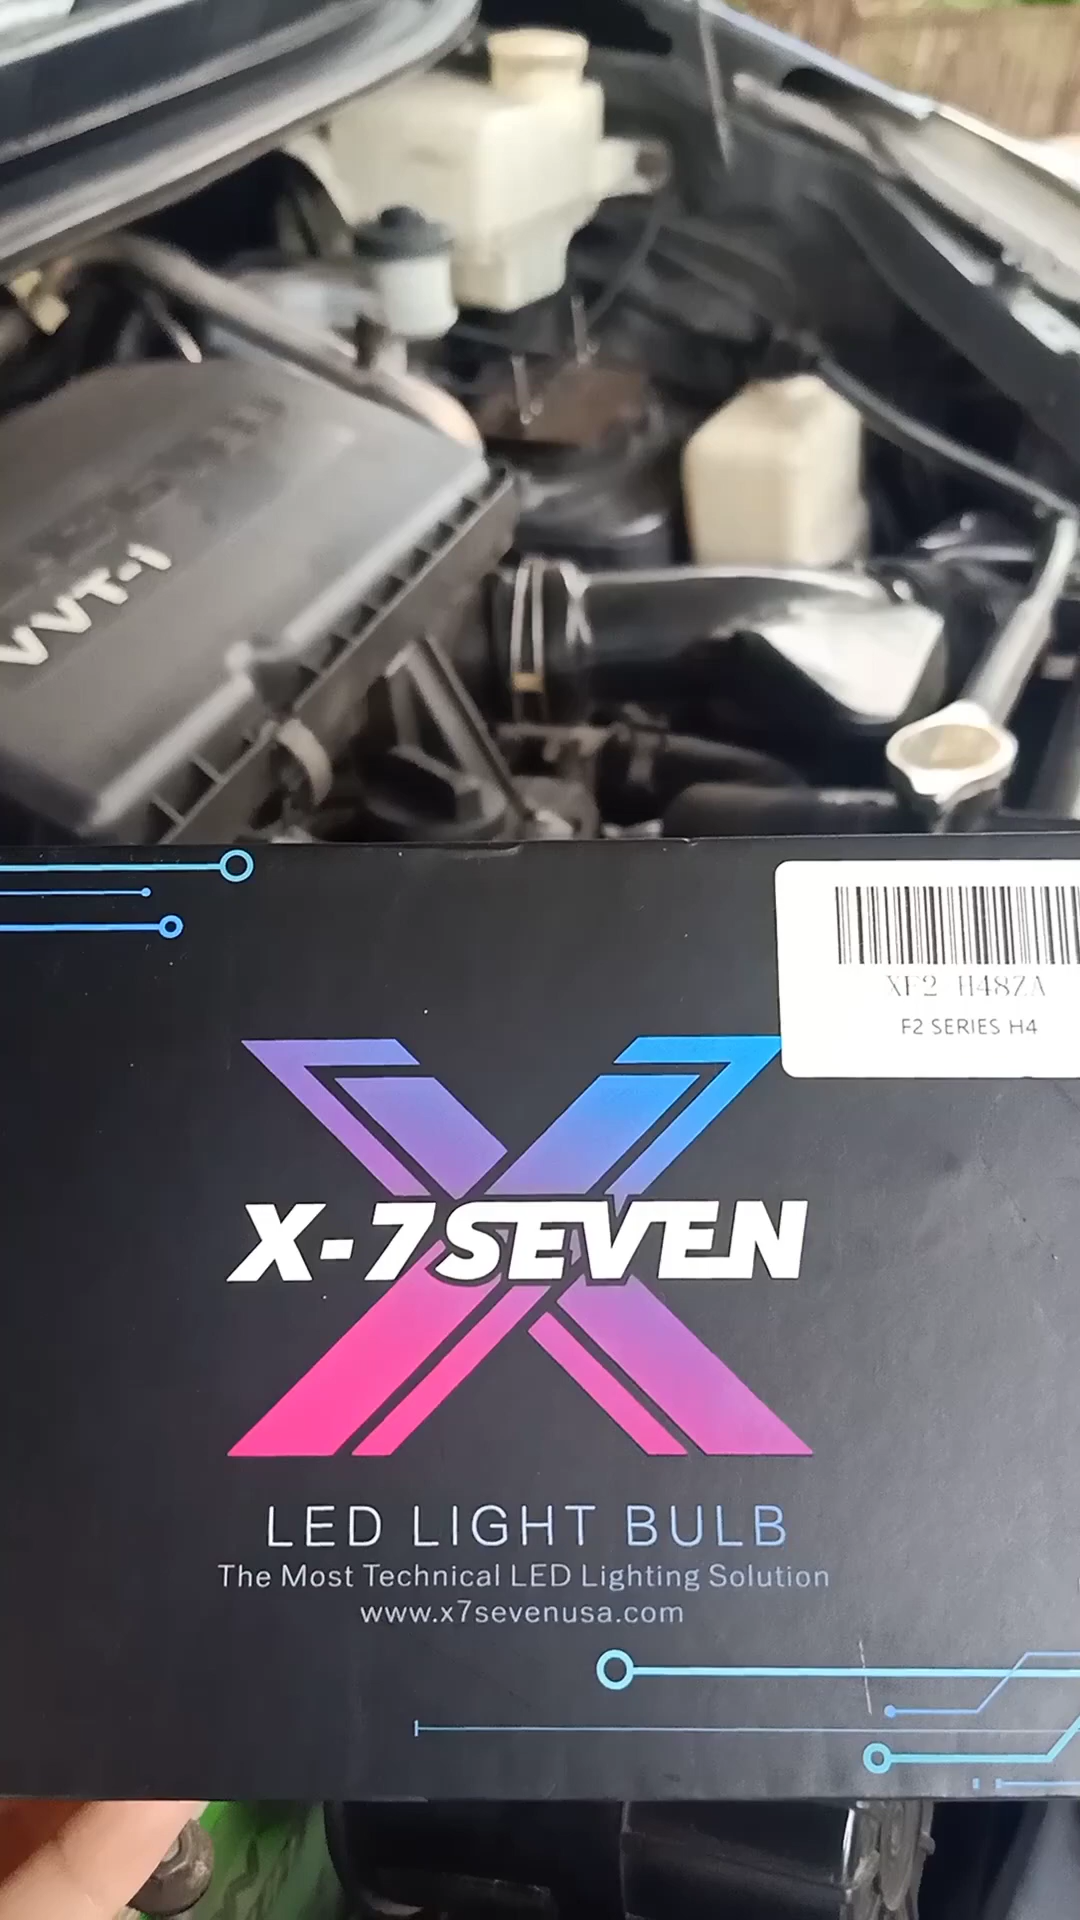 VVT-i
XF2 H48ZA
F2 SERIES H4
X-7SEVEN
LED LIGHT BULB
The Most Technical LED Lighting Solution
www.x7sevenusa.com